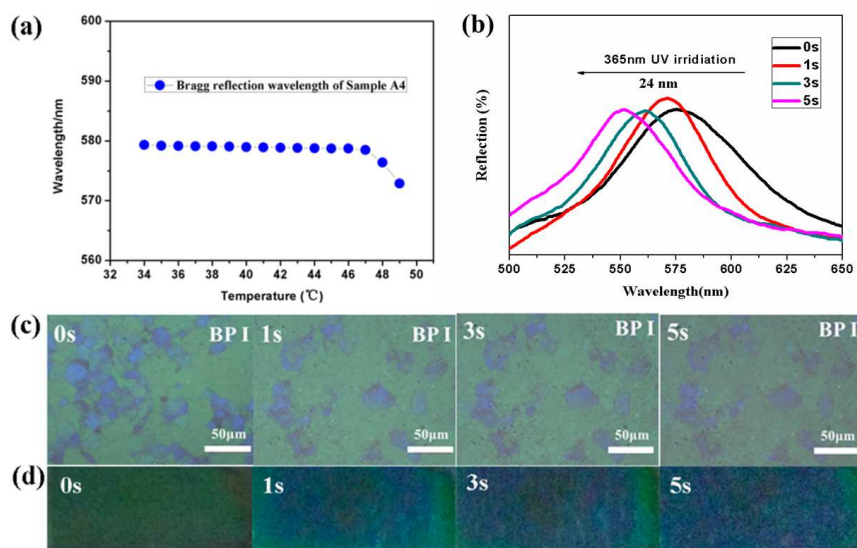 (a)
600
590
580
570
560
Wavelength/nm
Bragg reflection wavelength of Sample A4
32 34 36 38 40 42 44 46 48 50
Temperature (℃)
(b)
365nm UV irridiation
24 nm
0s
1s
3s
5s
Reflection (%)
500 525 550 575 600 625 650
Wavelength(nm)
(c)
0s BP I
50μm
1s BP I
50μm
3s BP I
50μm
5s BP I
50μm
(d)
0s
1s
3s
5s